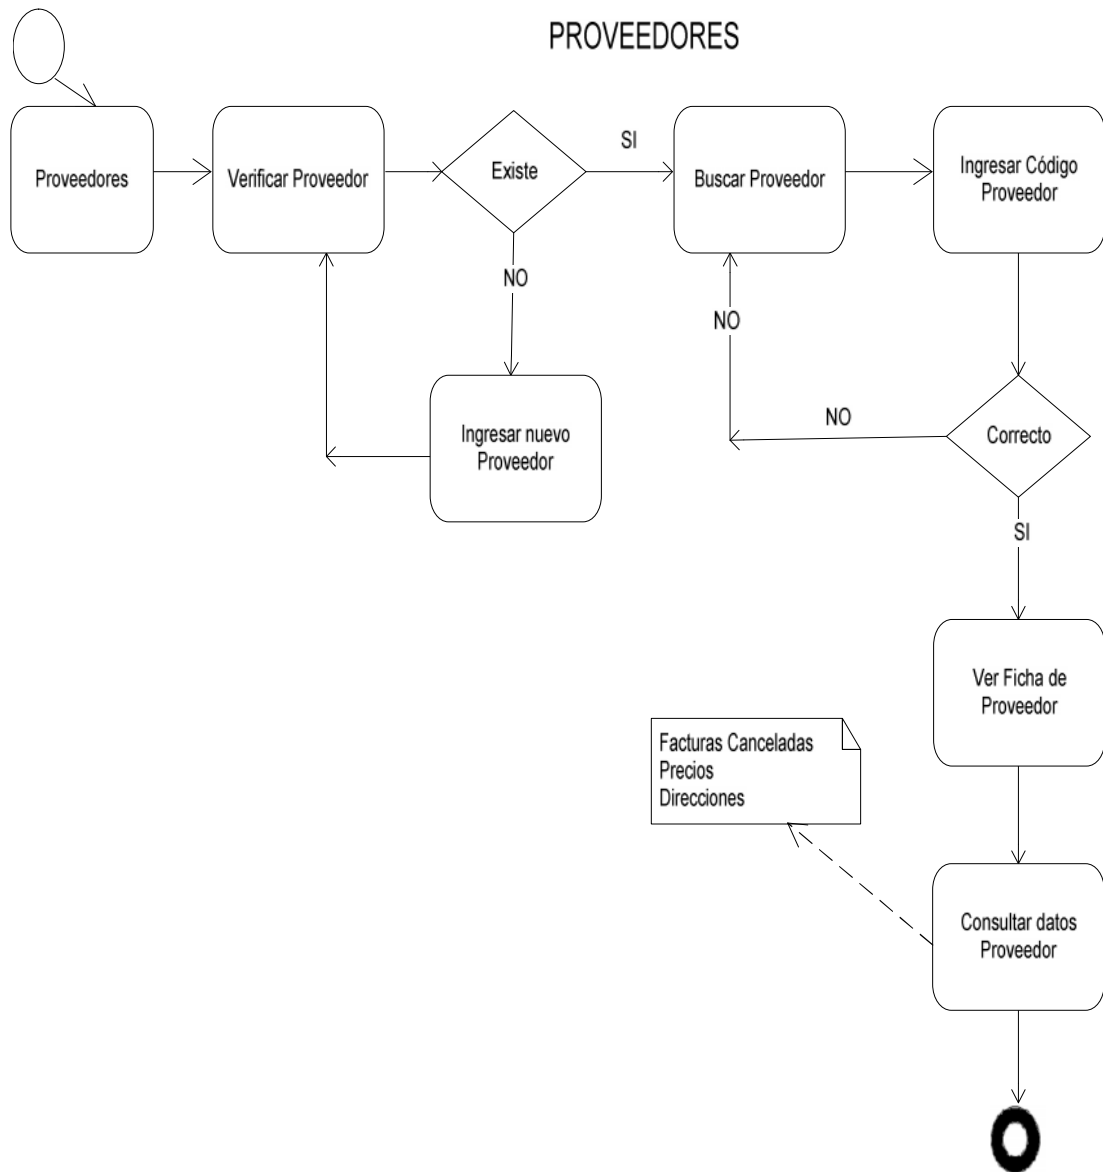 PROVEEDORES
Proveedores
Verificar Proveedor
Existe
SI
Buscar Proveedor
Ingresar Código
Proveedor
NO
NO
Ingresar nuevo
Proveedor
NO
Correcto
SI
Ver Ficha de
Proveedor
Facturas Canceladas
Precios
Direcciones
Consultar datos
Proveedor